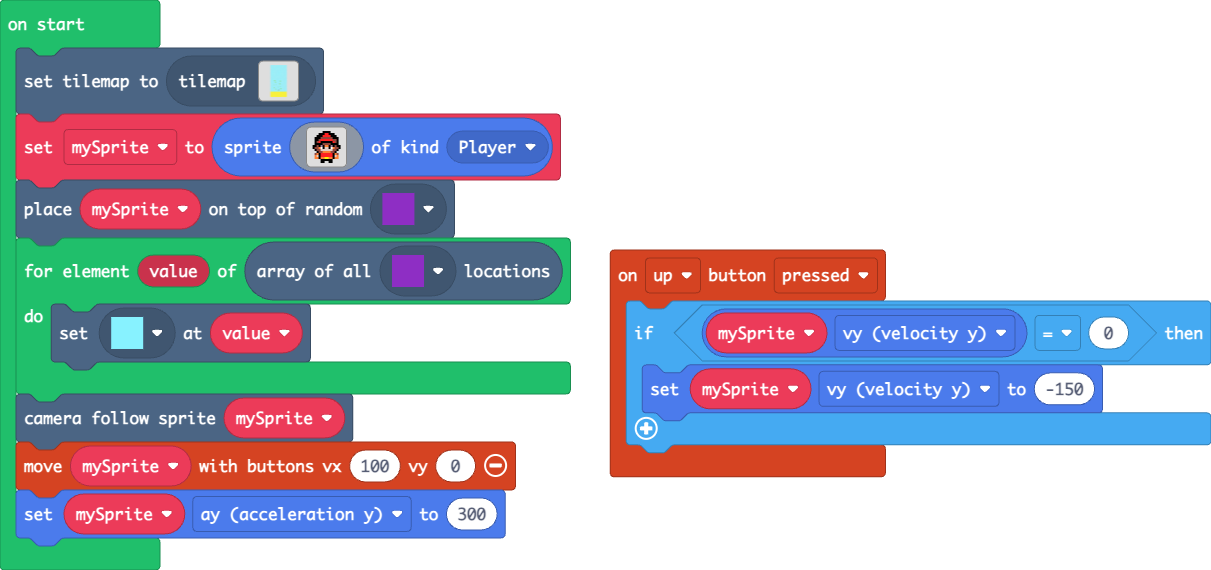 on start
set tilemap to tilemap
set mySprite to sprite of kind Player
place mySprite on top of random
for element value of array of all locations
do
set at value
camera follow sprite mySprite
move mySprite with buttons vx 100 vy 0
set mySprite ay (acceleration y) to 300
on up button pressed
if mySprite vy (velocity y) = 0 then
set mySprite vy (velocity y) to -150